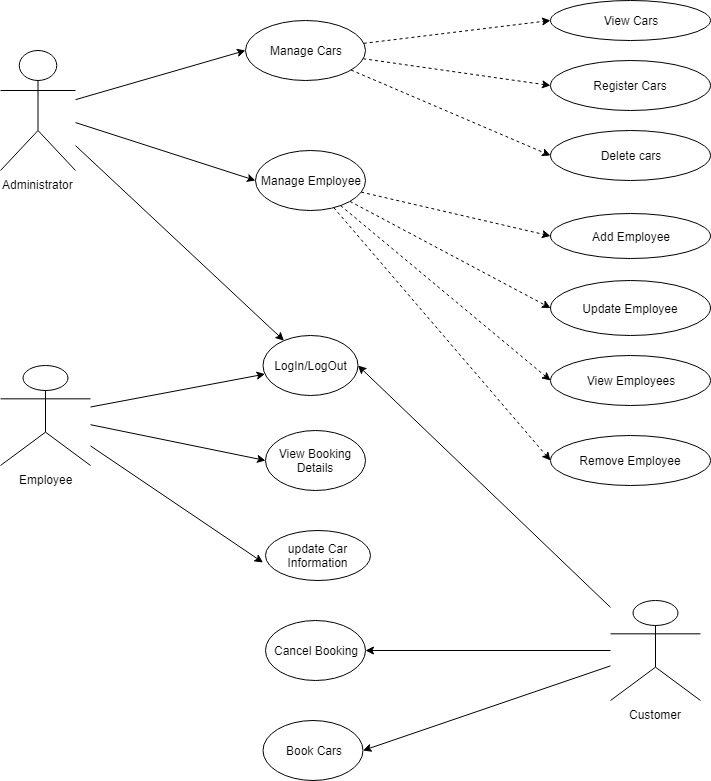 View Cars
Manage Cars
Register Cars
Delete cars
Administrator
Manage Employee
Add Employee
Update Employee
LogIn/LogOut
View Employees
View Booking
Details
Remove Employee
Employee
update Car
Information
Cancel Booking
Customer
Book Cars